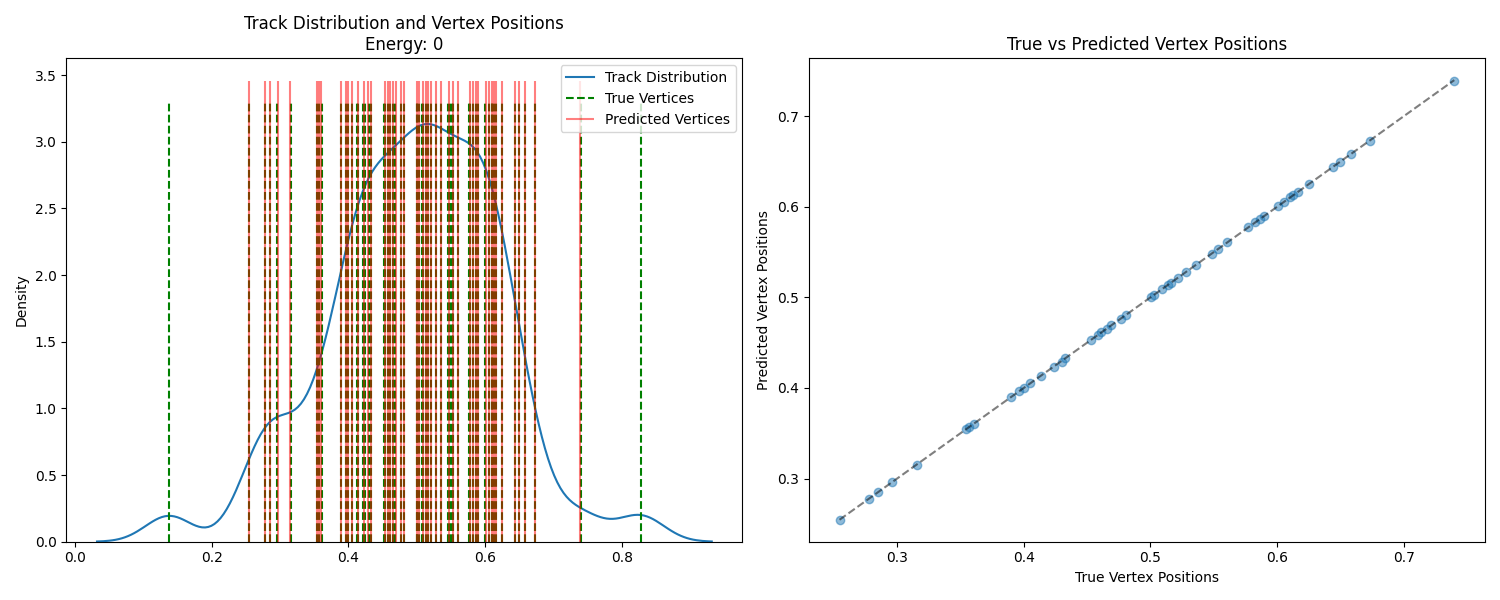 Track Distribution and Vertex Positions
Energy: 0
Density
3.5
3.0
2.5
2.0
1.5
1.0
0.5
0.0
0.0
0.2
0.4
0.6
0.8
Track Distribution
True Vertices
Predicted Vertices
True vs Predicted Vertex Positions
Predicted Vertex Positions
0.7
0.6
0.5
0.4
0.3
0.3
0.4
0.5
0.6
0.7
True Vertex Positions